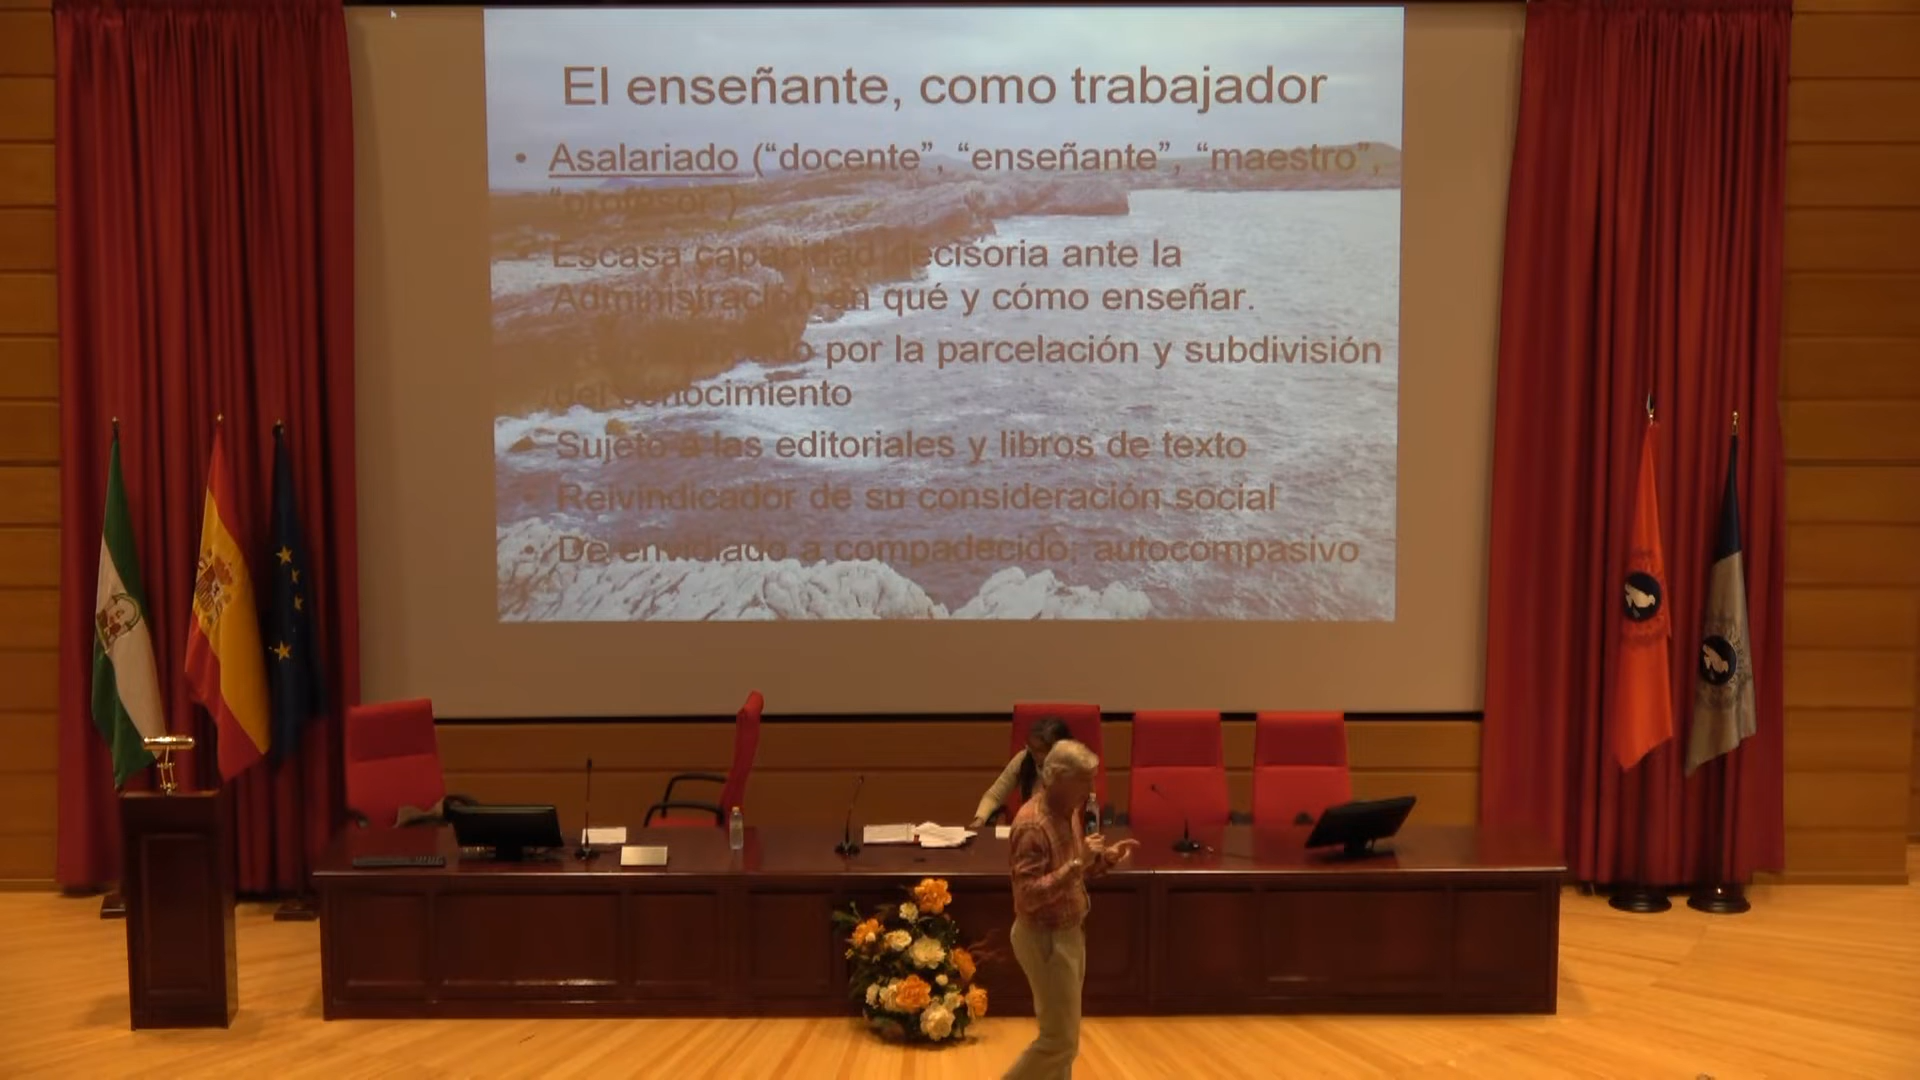 El enseñante, como trabajador
• Asalariado (“docente”, “enseñante”, “maestro”,
“profesor”)
Escasa capacidad decisoria ante la
Administración en qué y cómo enseñar.
por la parcelación y subdivisión
del conocimiento
Sujeto a las editoriales y libros de texto
• Reivindicador de su consideración social
• De envidiado a compadecido, autocompasivo